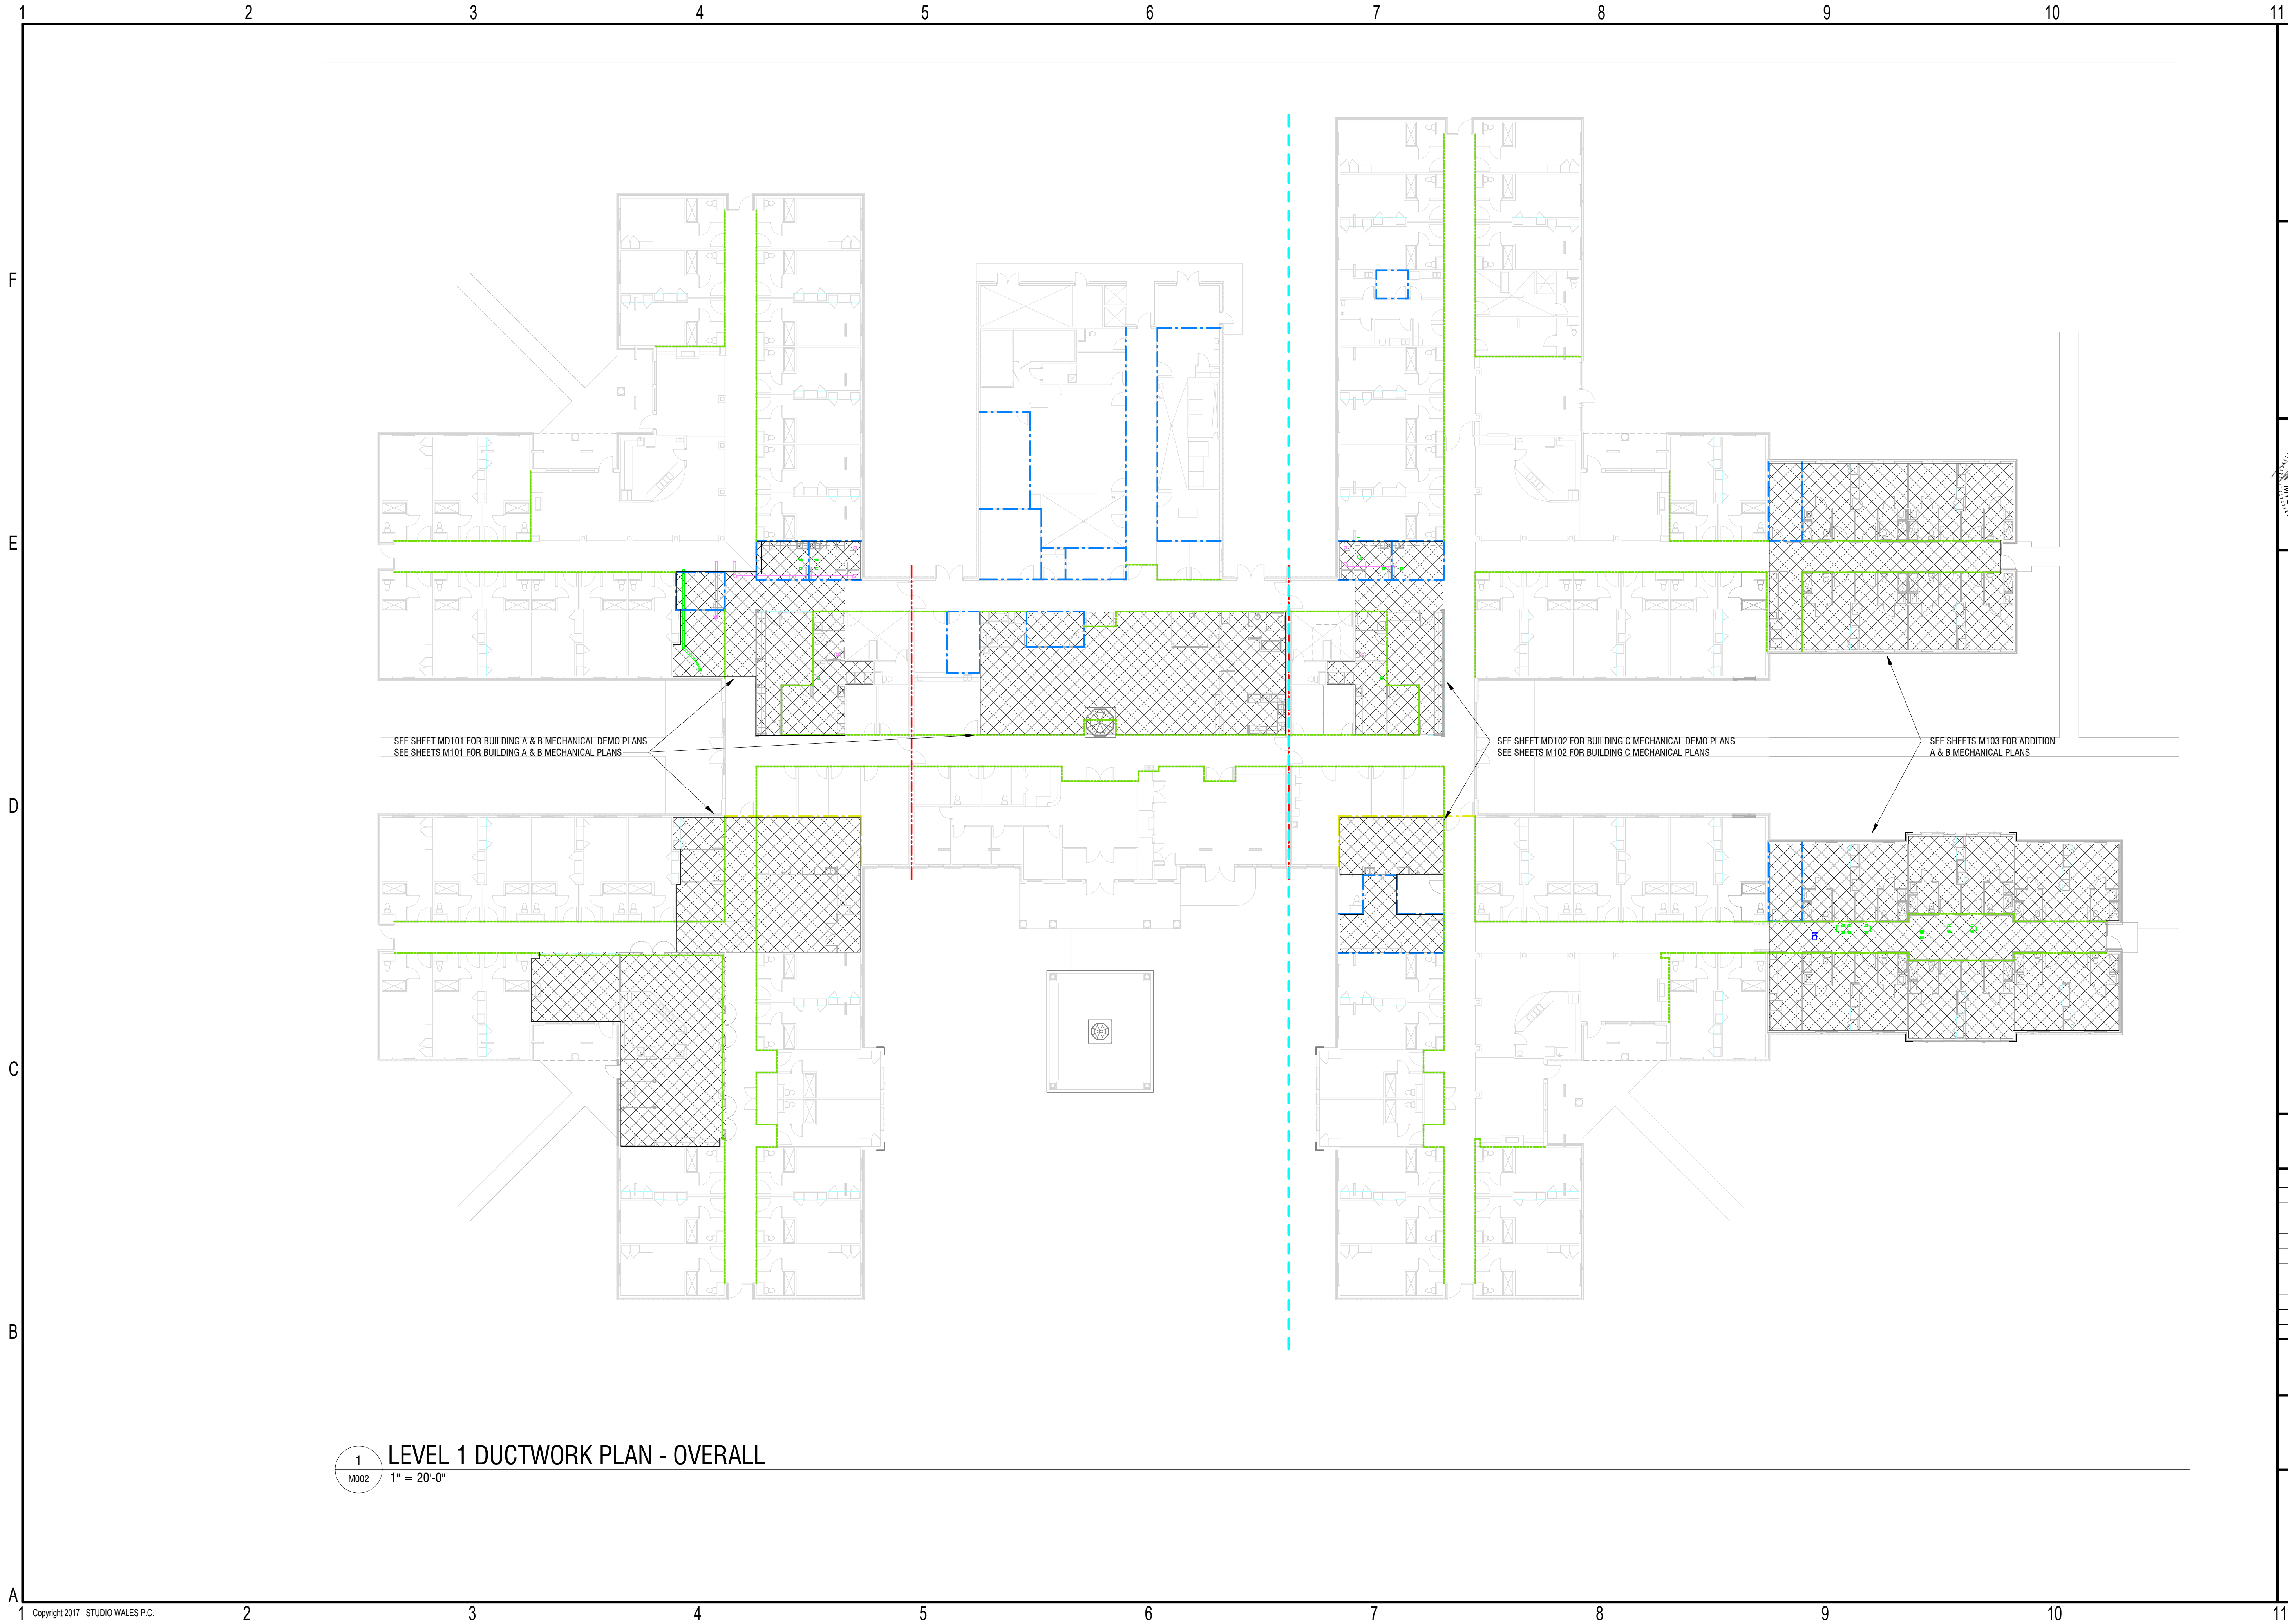 1 2 3 4 5 6 7 8 9 10 11
F
E
SEE SHEET MD101 FOR BUILDING A & B MECHANICAL DEMO PLANS
SEE SHEETS M101 FOR BUILDING A & B MECHANICAL PLANS
SEE SHEET MD102 FOR BUILDING C MECHANICAL DEMO PLANS
SEE SHEETS M102 FOR BUILDING C MECHANICAL PLANS
SEE SHEETS M103 FOR ADDITION
A & B MECHANICAL PLANS
D
C
B
1
M002
LEVEL 1 DUCTWORK PLAN - OVERALL
1" = 20'-0"
A
1 2 3 4 5 6 7 8 9 10 11
Copyright 2017 STUDIO WALES P.C.